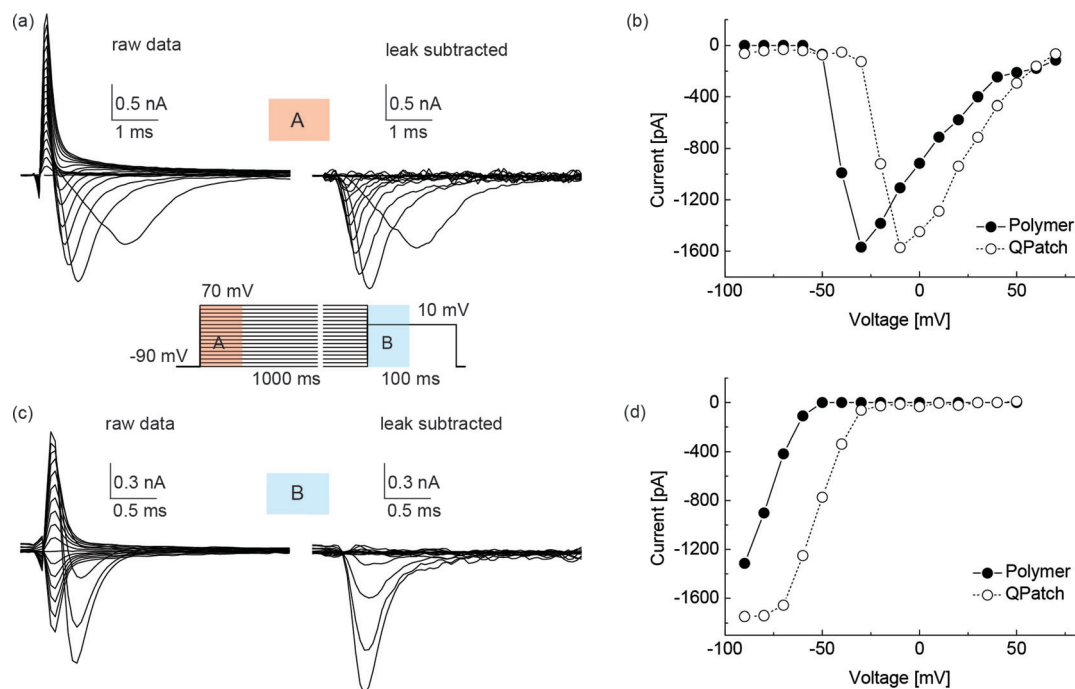 (a)
raw data
leak subtracted
0.5 nA
1 ms
A
0.5 nA
1 ms
70 mV
10 mV
A
B
-90 mV
1000 ms
100 ms
(b)
0
-400
-800
-1200
-1600
Current [pA]
Polymer
QPatch
-100
-50
0
50
Voltage [mV]
(c)
raw data
leak subtracted
0.3 nA
0.5 ms
B
0.3 nA
0.5 ms
(d)
0
-400
-800
-1200
-1600
Current [pA]
Polymer
QPatch
-100
-50
0
50
Voltage [mV]